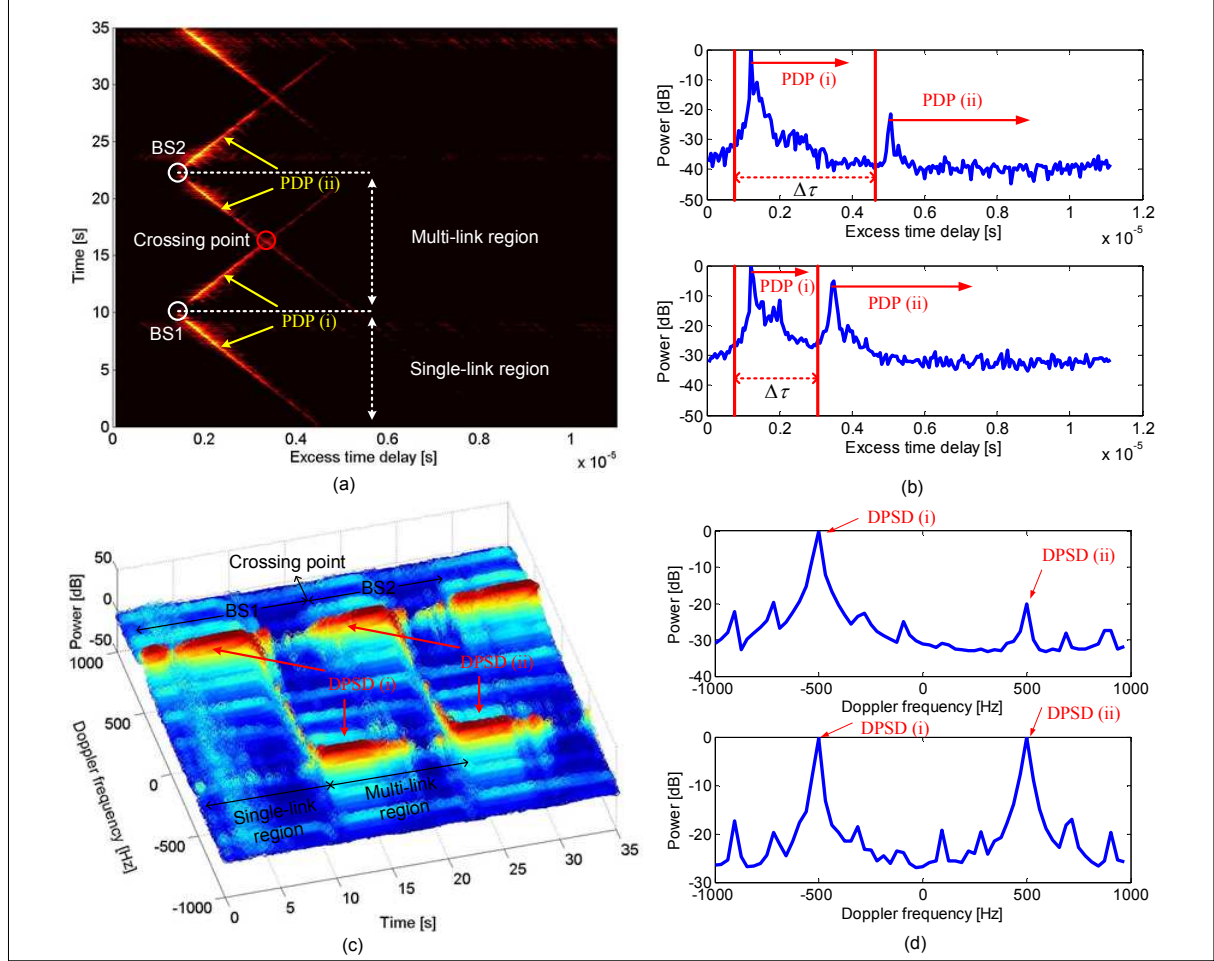 35
30
25
20
15
10
5
0
Time [s]
BS2
PDP (ii)
Crossing point
Multi-link region
BS1
PDP (i)
Single-link region
0
0.2
0.4
0.6
0.8
1
Excess time delay [s]
x 10^-5
(a)
0
-10
-20
-30
-40
-50
Power [dB]
PDP (i)
PDP (ii)
Δτ
0
0.2
0.4
0.6
0.8
1
1.2
Excess time delay [s]
x 10^-5
0
-10
-20
-30
-40
-50
Power [dB]
PDP (i)
PDP (ii)
Δτ
0
0.2
0.4
0.6
0.8
1
1.2
Excess time delay [s]
x 10^-5
(b)
50
0
-50
Power [dB]
Crossing point
BS1
BS2
DPSD (i)
DPSD (ii)
1000
500
0
-500
-1000
Doppler frequency [Hz]
Single-link
region
Multi-link
region
0
5
10
15
20
25
30
35
Time [s]
(c)
DPSD (i)
DPSD (ii)
0
-10
-20
-30
-40
Power [dB]
-1000
-500
0
500
1000
Doppler frequency [Hz]
DPSD (i)
DPSD (ii)
0
-10
-20
-30
Power [dB]
-1000
-500
0
500
1000
Doppler frequency [Hz]
(d)